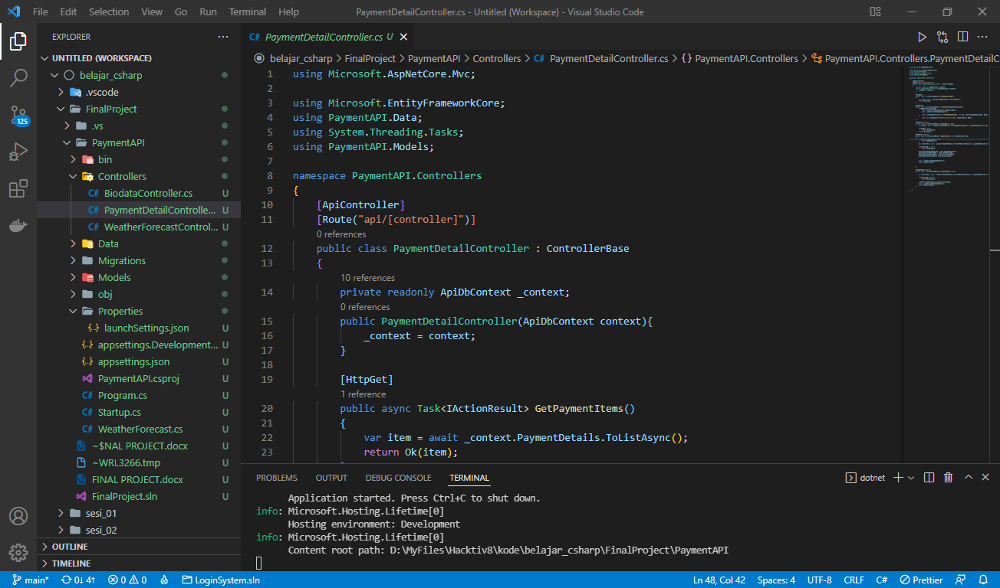 File Edit Selection View Go Run Terminal Help
PaymentDetailController.cs - Untitled (Workspace) - Visual Studio Code
EXPLORER
UNTITLED (WORKSPACE)
belajar_csharp
.vscode
FinalProject
.vs
PaymentAPI
bin
Controllers
BiodataController.cs U
PaymentDetailControlle... U
WeatherForecastControl... U
Data
Migrations
Models
obj
Properties
launchSettings.json U
appsettings.Development... U
appsettings.json U
PaymentAPI.csproj U
Program.cs U
Startup.cs U
WeatherForecast.cs U
~$NAL PROJECT.docx U
~WRL3266.tmp U
FINAL PROJECT.docx U
FinalProject.sln U
sesi_01
sesi_02
OUTLINE
TIMELINE
125
C# PaymentDetailController.cs U
belajar_csharp > FinalProject > PaymentAPI > Controllers > C# PaymentDetailController.cs > {} PaymentAPI.Controllers > PaymentAPI.Controllers.PaymentDetailC
1 using Microsoft.AspNetCore.Mvc;
2
3 using Microsoft.EntityFrameworkCore;
4 using PaymentAPI.Data;
5 using System.Threading.Tasks;
6 using PaymentAPI.Models;
7
8 namespace PaymentAPI.Controllers
9 {
10 [ApiController]
11 [Route("api/[controller]")]
0 references
12 public class PaymentDetailController : ControllerBase
13 {
10 references
14 private readonly ApiDbContext _context;
0 references
15 public PaymentDetailController(ApiDbContext context){
16 _context = context;
17 }
18
19 [HttpGet]
1 reference
20 public async Task<IActionResult> GetPaymentItems()
21 {
22 var item = await _context.PaymentDetails.ToListAsync();
23 return Ok(item);
PROBLEMS OUTPUT DEBUG CONSOLE TERMINAL
dotnet
Application started. Press Ctrl+C to shut down.
info: Microsoft.Hosting.Lifetime[0]
Hosting environment: Development
info: Microsoft.Hosting.Lifetime[0]
Content root path: D:\MyFiles\Hacktiv8\kode\belajar_csharp\FinalProject\PaymentAPI
main* 0↓ 4↑ 0 0 LoginSystem.sln
Ln 48, Col 42 Spaces: 4 UTF-8 CRLF C# Prettier